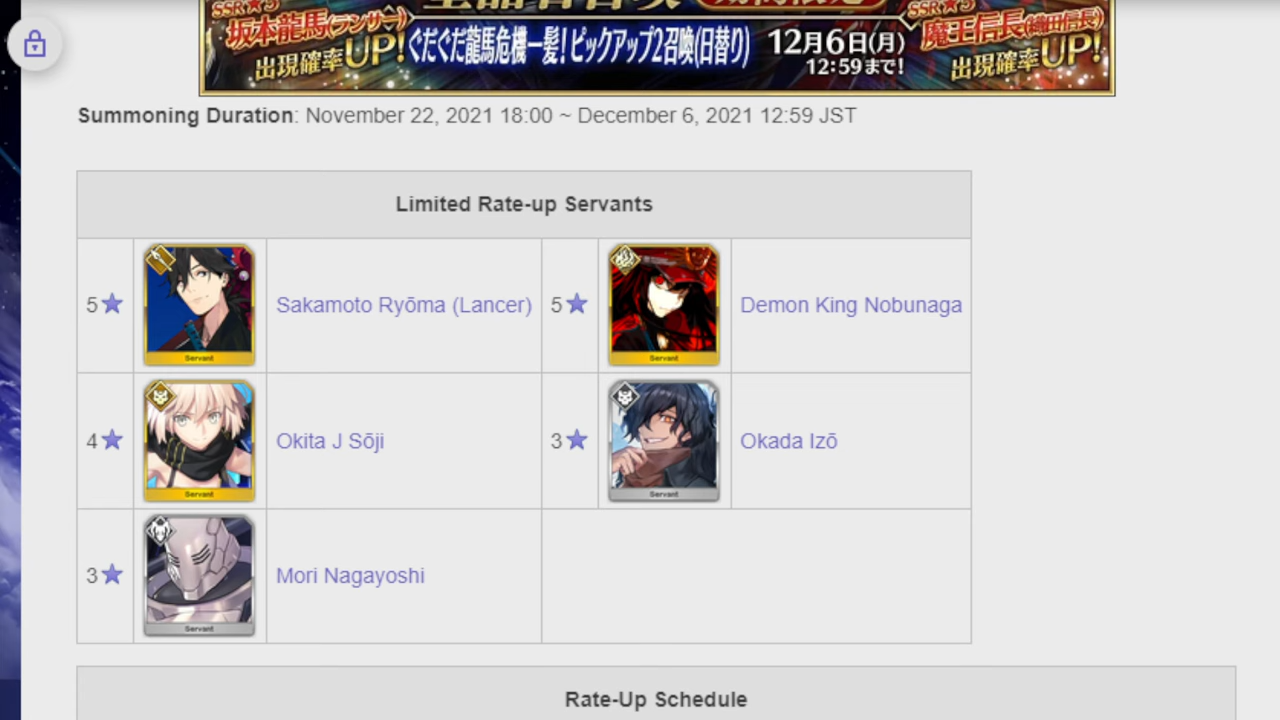 SSR★5
SSR★5
坂本龍馬(ランサー)
出現確率UP!
ぐだぐだ龍馬危機一髪!ピックアップ2召喚(日替り)
12月6日(月)
12:59まで!
魔王信長(織田信長)
出現確率UP!
Summoning Duration: November 22, 2021 18:00 ~ December 6, 2021 12:59 JST
Limited Rate-up Servants
5★ Servant Sakamoto Ryōma (Lancer) 5★ Servant Demon King Nobunaga
4★ Servant Okita J Sōji 3★ Servant Okada Izō
3★ Servant Mori Nagayoshi
Rate-Up Schedule